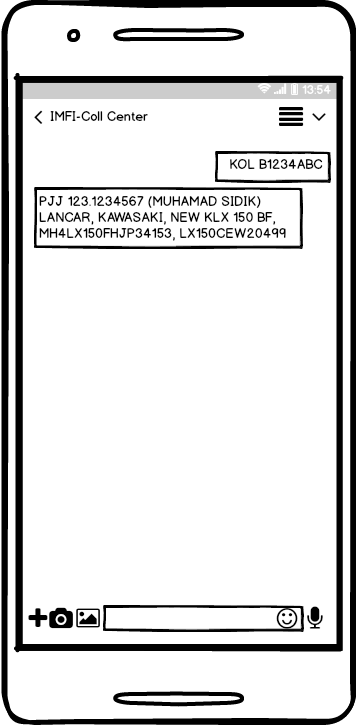 13:54
IMFI-Coll Center
KOL B1234ABC
PJJ 123.1234567 (MUHAMAD SIDIK)
LANCAR, KAWASAKI, NEW KLX 150 BF,
MH4LX150FHJP34153, LX150CEW20499